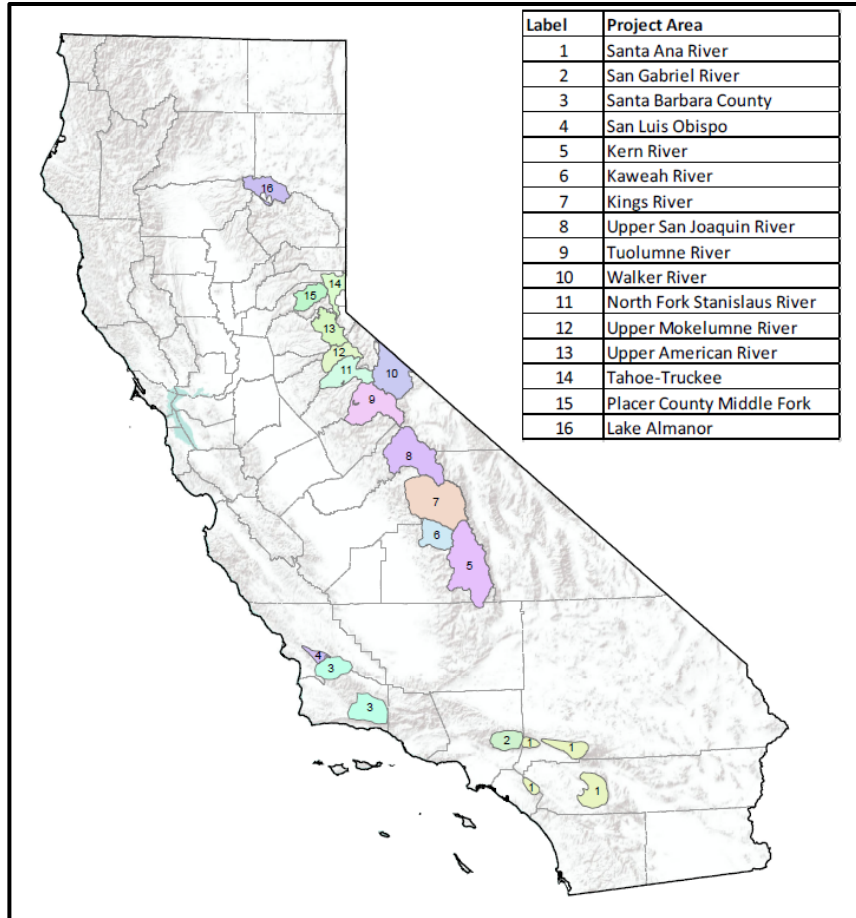 Label Project Area
1 Santa Ana River
2 San Gabriel River
3 Santa Barbara County
4 San Luis Obispo
5 Kern River
6 Kaweah River
7 Kings River
8 Upper San Joaquin River
9 Tuolumne River
10 Walker River
11 North Fork Stanislaus River
12 Upper Mokelumne River
13 Upper American River
14 Tahoe-Truckee
15 Placer County Middle Fork
16 Lake Almanor
16
14
15
13
12
11
10
9
8
7
6
5
4
3
3
2
1
1
1
1